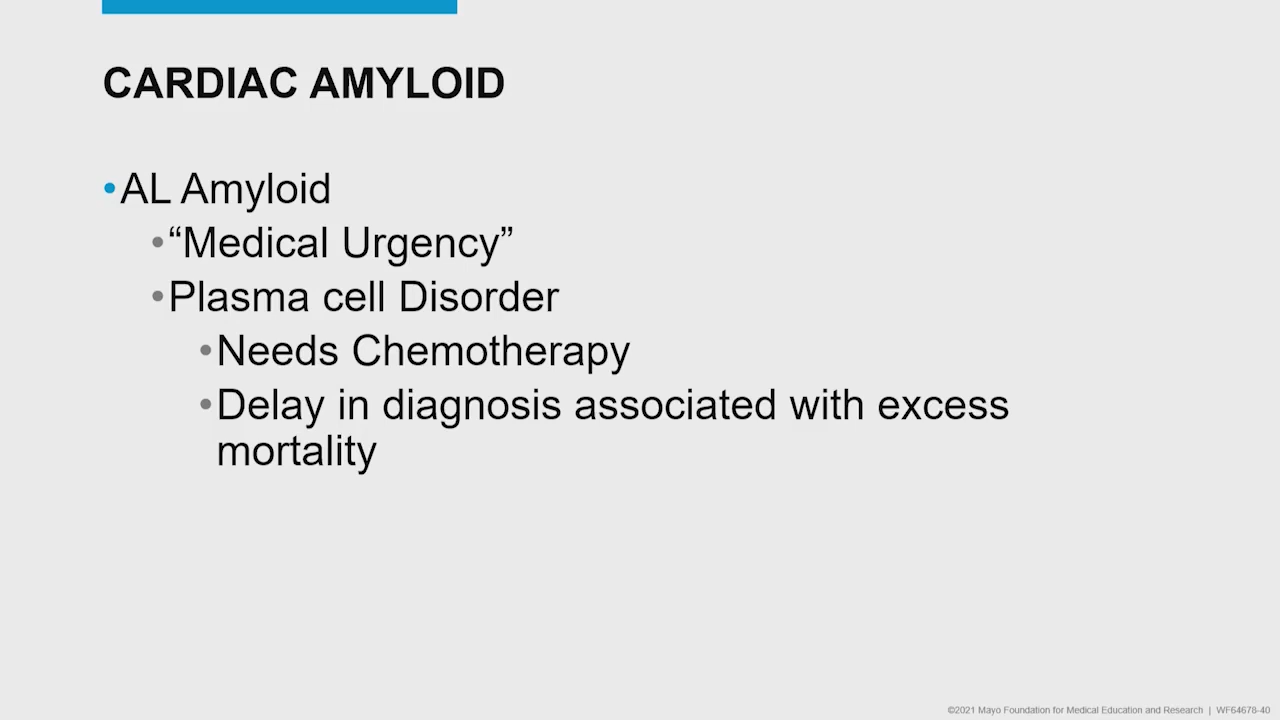 CARDIAC AMYLOID
•AL Amyloid
•“Medical Urgency”
•Plasma cell Disorder
•Needs Chemotherapy
•Delay in diagnosis associated with excess
mortality
©2021 Mayo Foundation for Medical Education and Research | WF64678-40